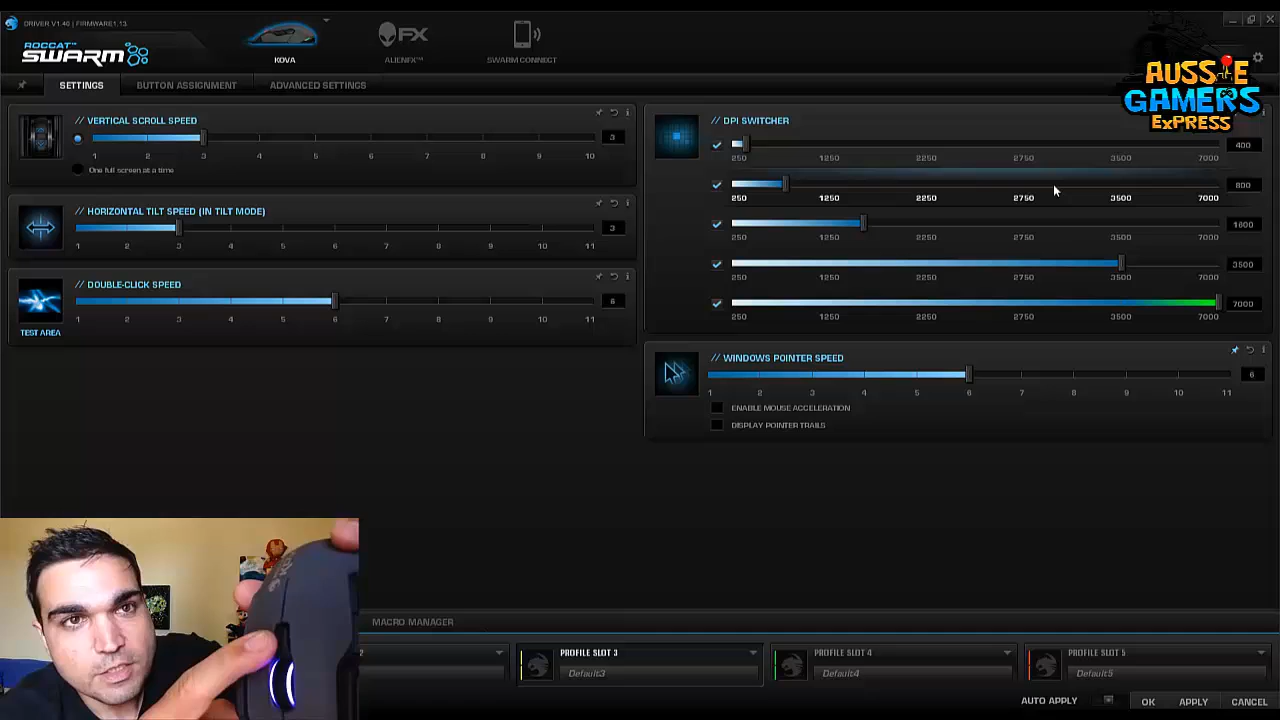 DRIVER V1.40 | FIRMWARE1.13
ROCCAT
SWARM
KOVA
FX
ALIENFX™
SWARM CONNECT
AUSSIE
GAMERS
ExPRESS
SETTINGS
BUTTON ASSIGNMENT
ADVANCED SETTINGS
// VERTICAL SCROLL SPEED
3
1 2 3 4 5 6 7 8 9 10
One full screen at a time
// HORIZONTAL TILT SPEED (IN TILT MODE)
3
1 2 3 4 5 6 7 8 9 10 11
// DOUBLE-CLICK SPEED
6
1 2 3 4 5 6 7 8 9 10 11
TEST AREA
// DPI SWITCHER
400
250 1250 2250 2750 3500 7000
800
250 1250 2250 2750 3500 7000
1600
250 1250 2250 2750 3500 7000
3500
250 1250 2250 2750 3500 7000
7000
250 1250 2250 2750 3500 7000
// WINDOWS POINTER SPEED
6
1 2 3 4 5 6 7 8 9 10 11
ENABLE MOUSE ACCELERATION
DISPLAY POINTER TRAILS
MACRO MANAGER
2
PROFILE SLOT 3
Default3
PROFILE SLOT 4
Default4
PROFILE SLOT 5
Default5
AUTO APPLY
OK
APPLY
CANCEL